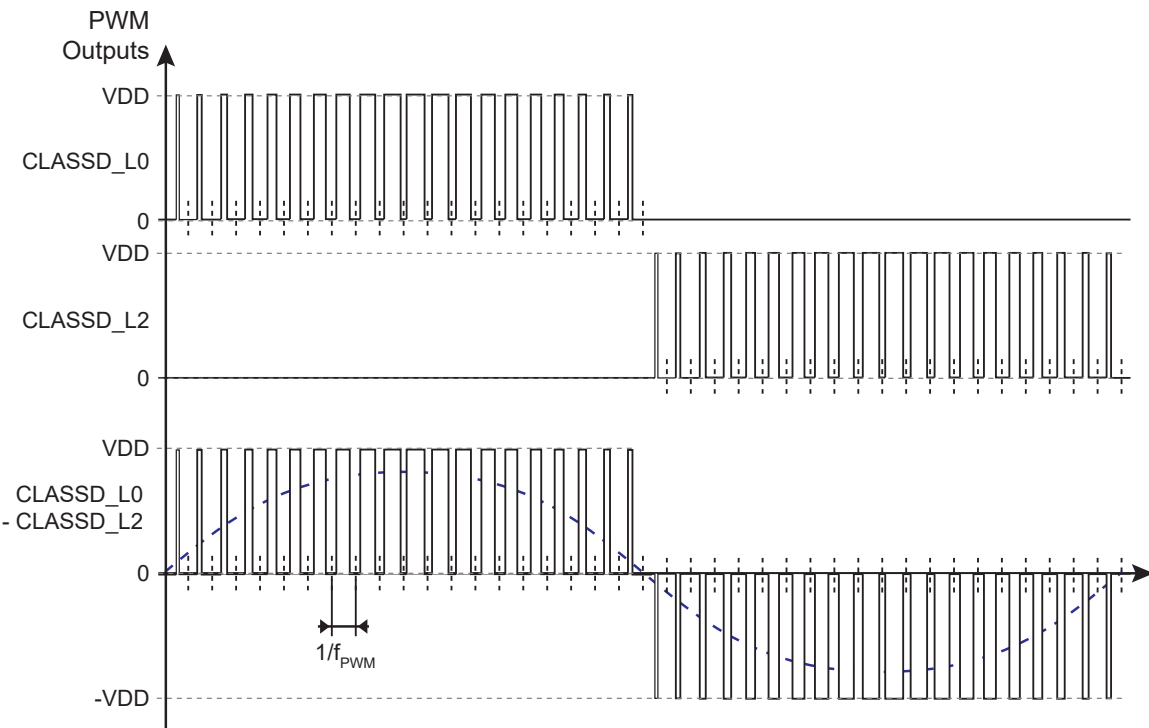 PWM
Outputs
VDD
CLASSD_L0
0
VDD
CLASSD_L2
0
VDD
CLASSD_L0
- CLASSD_L2
0
1/fPWM
-VDD